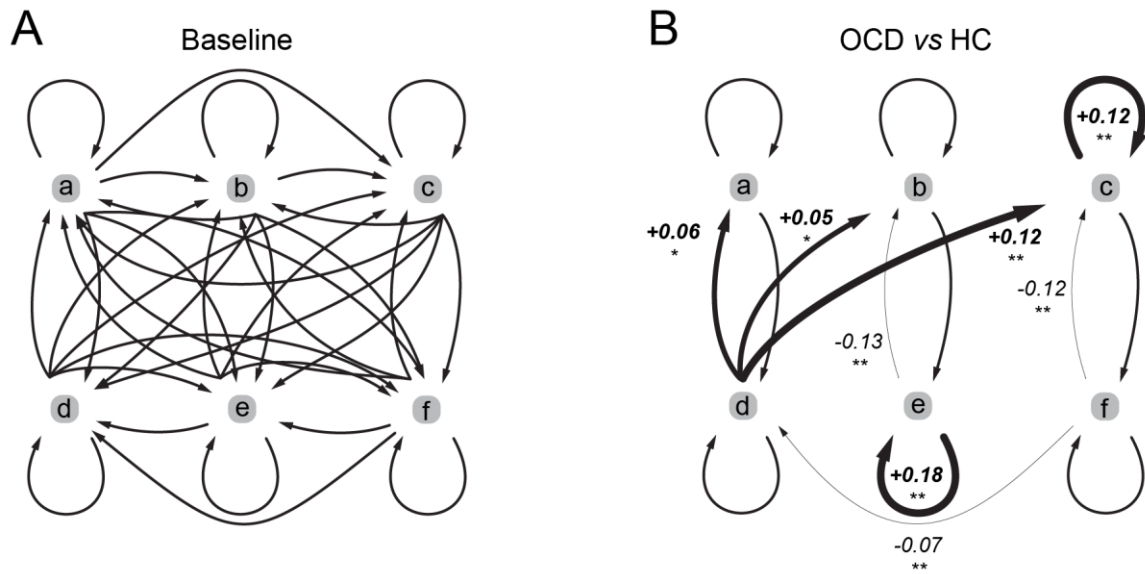 A
Baseline
a
b
c
d
e
f
B
OCD vs HC
+0.12
**
a
b
c
+0.06
*
+0.05
*
+0.12
**
-0.12
**
-0.13
**
d
e
f
+0.18
**
-0.07
**